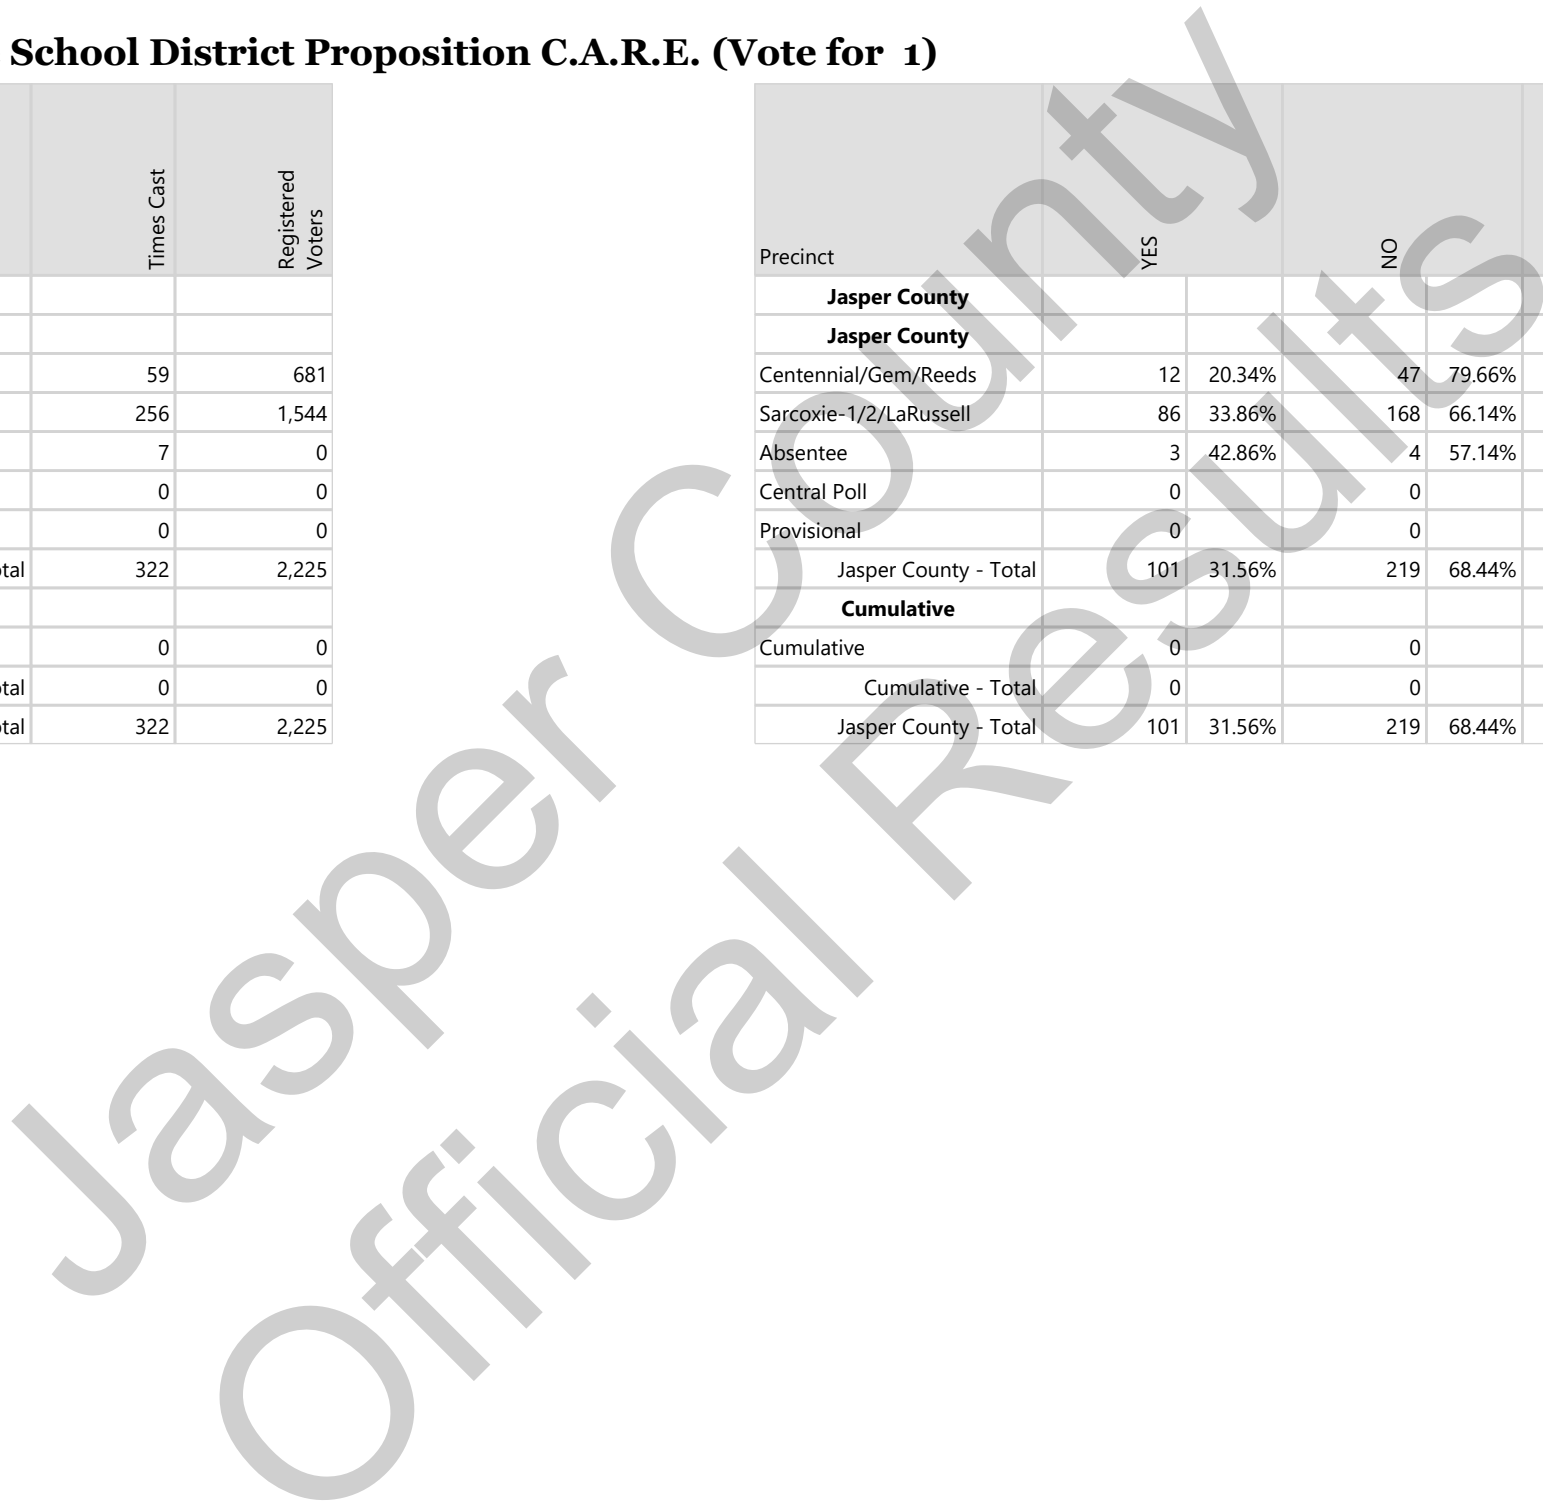 School District Proposition C.A.R.E. (Vote for 1)
Times Cast Registered Voters
59 681
256 1,544
7 0
0 0
0 0
tal 322 2,225
0 0
tal 0 0
tal 322 2,225
Precinct YES NO
Jasper County
Jasper County
Centennial/Gem/Reeds 12 20.34% 47 79.66%
Sarcoxie-1/2/LaRussell 86 33.86% 168 66.14%
Absentee 3 42.86% 4 57.14%
Central Poll 0 0
Provisional 0 0
Jasper County - Total 101 31.56% 219 68.44%
Cumulative
Cumulative 0 0
Cumulative - Total 0 0
Jasper County - Total 101 31.56% 219 68.44%
Jasper County
Official Results